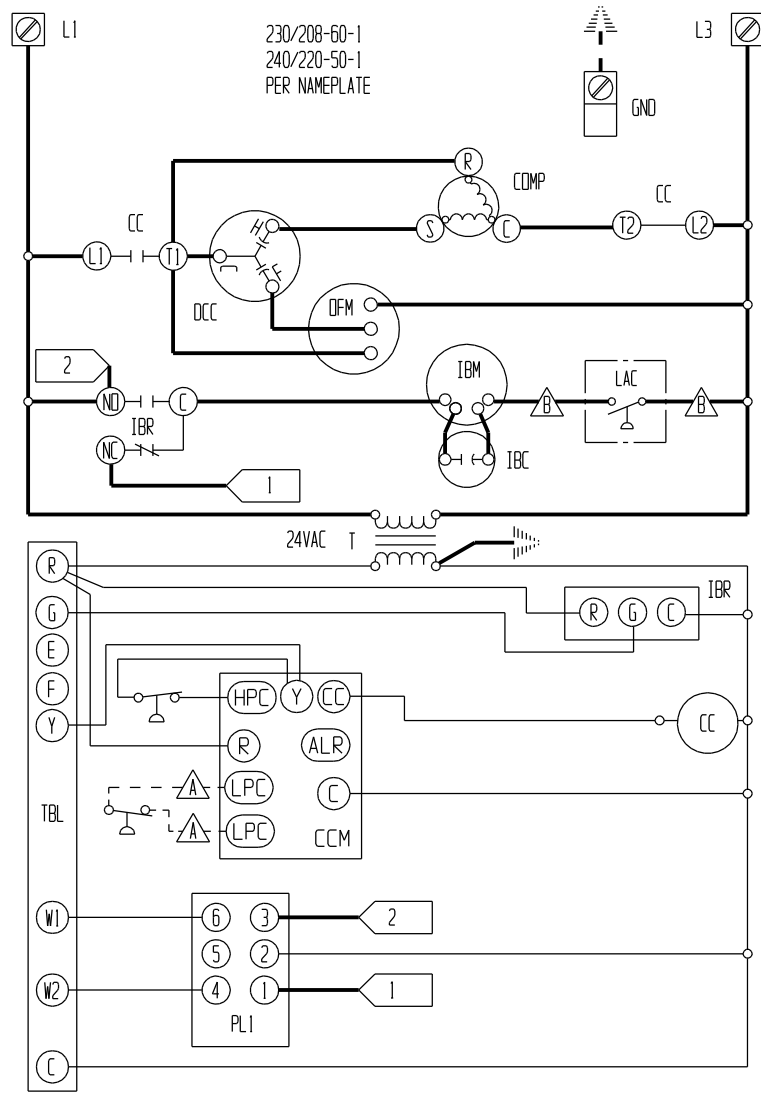 L1
230/208-60-1
240/220-50-1
PER NAMEPLATE
L3
GND
R
COMP
CC
CC
S
C
T2
L2
L1
T1
H
C
F
DCC
OFM
2
IBM
LAC
NO
C
B
B
IBR
NC
IBC
1
24VAC
T
R
IBR
G
R
G
C
E
F
HPC
Y
CC
Y
CC
R
ALR
LPC
A
C
TBL
A
LPC
CCM
W1
6
3
2
5
2
W2
4
1
1
PL1
C